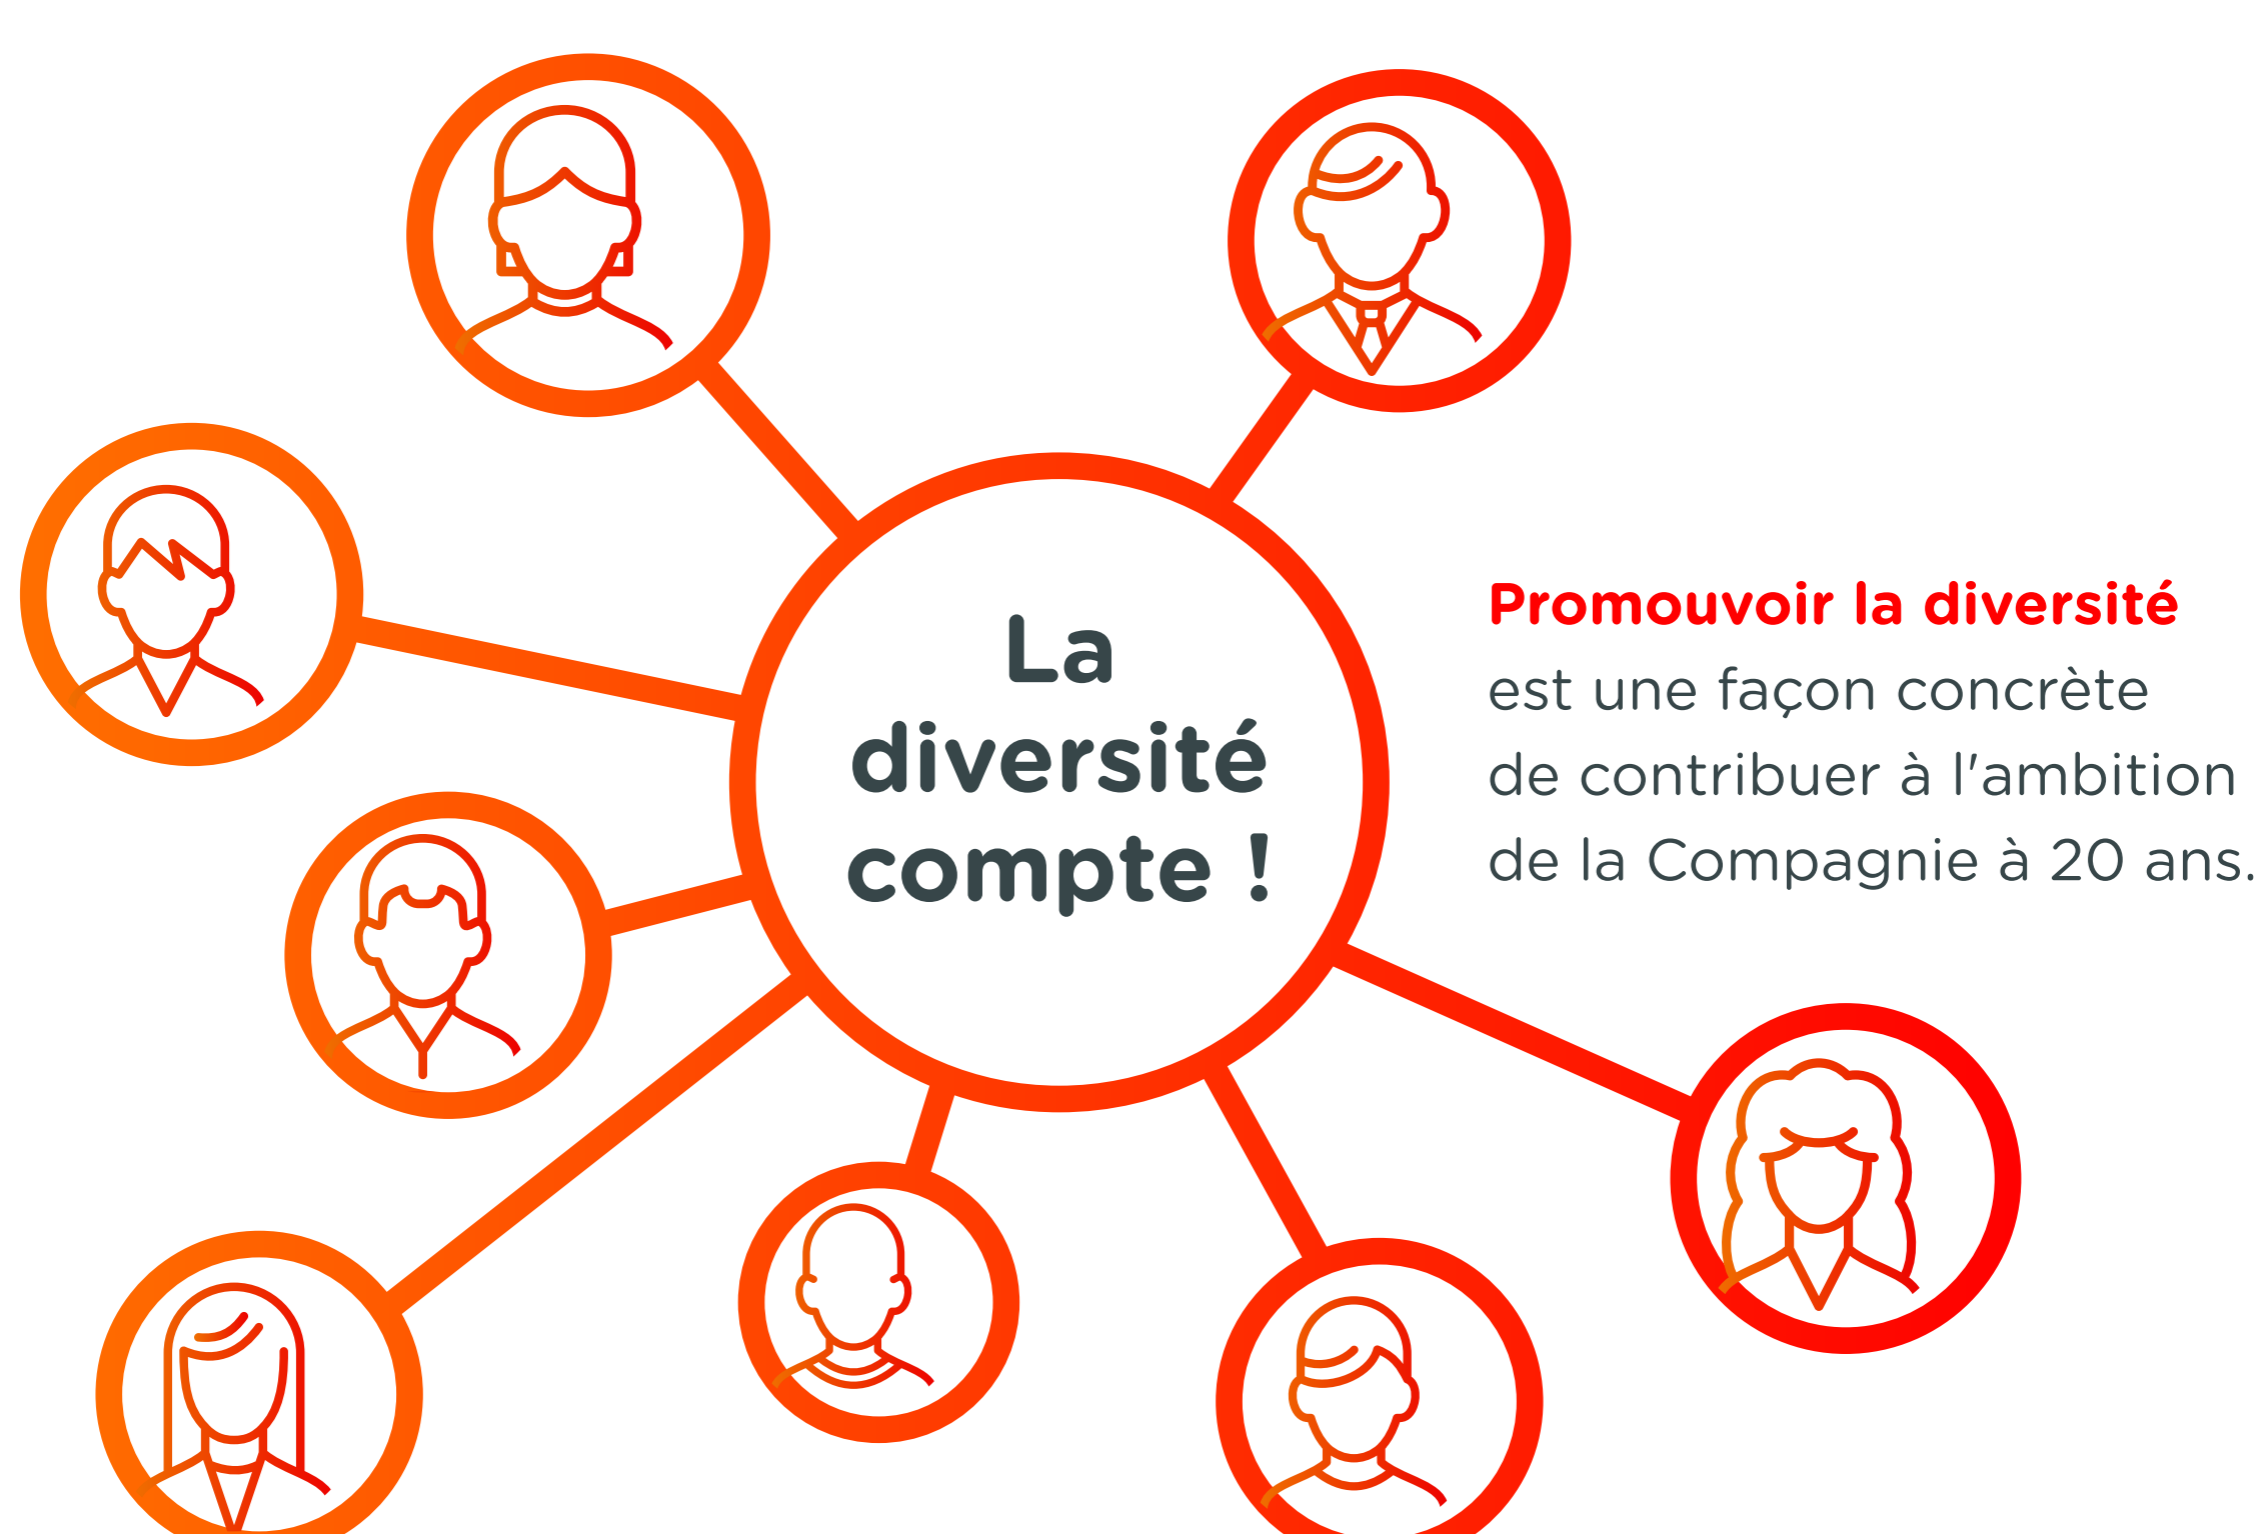 La
diversité
compte !
Promouvoir la diversité
est une façon concrète
de contribuer à l'ambition
de la Compagnie à 20 ans.